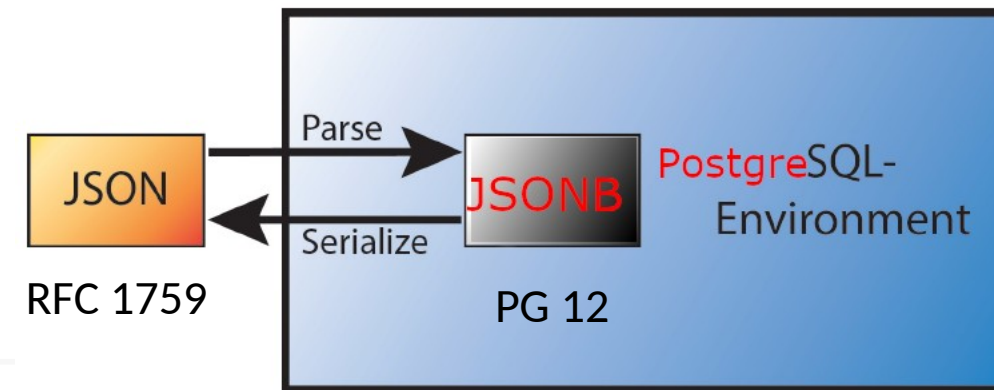 Parse
JSON
JSONB
PostgreSQL-
Environment
Serialize
RFC 1759
PG 12